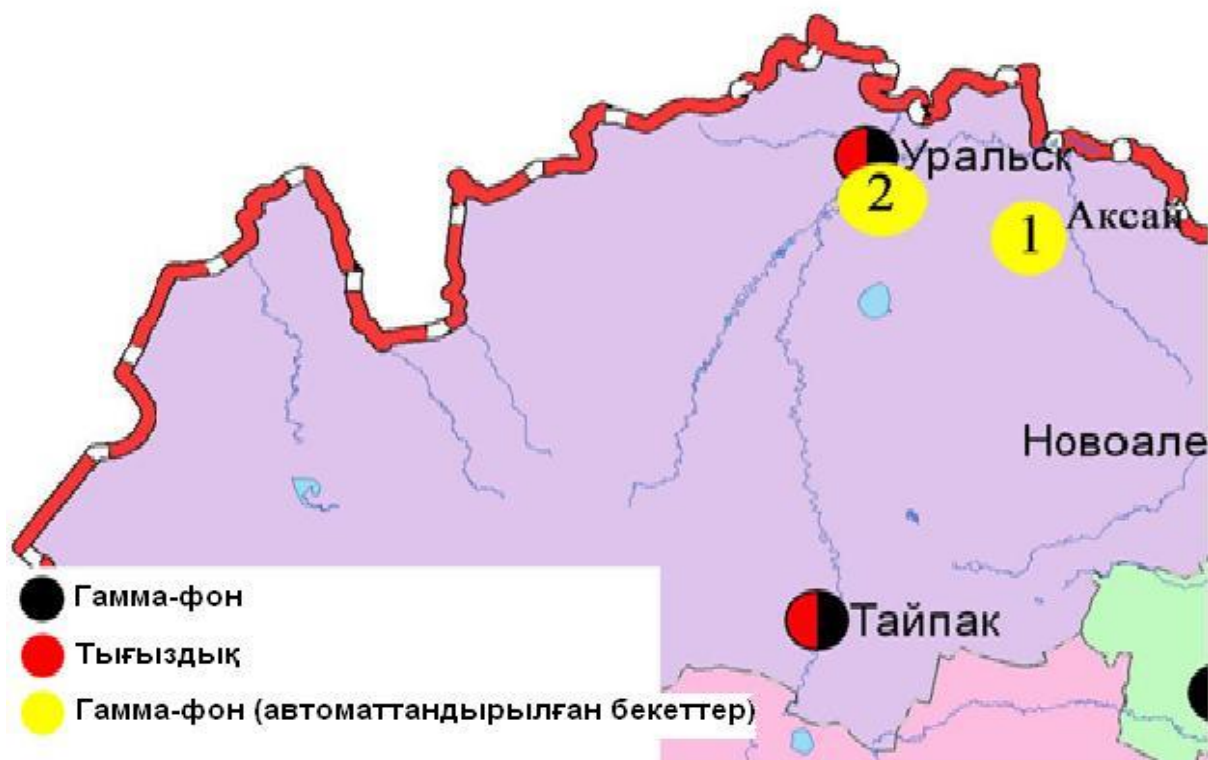 Уральск
2
1
Аксай
Новоале
Тайпак
Гамма-фон
Тығыздық
Гамма-фон (автоматтандырылған бекеттер)